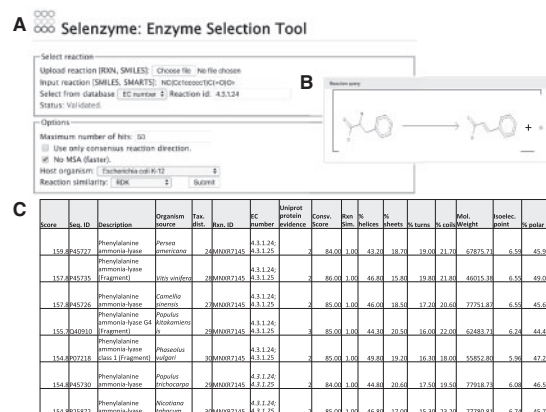 A
Selenzyme: Enzyme Selection Tool
Select reaction
Upload reaction [RXN, SMILES]: Choose file No file chosen
Input reaction [SMILES, SMARTS]:
Select from database EC number Reaction id: 4.3.1.24
Status: Validated.
Options
Maximum number of hits: 50
Use only consensus reaction direction.
No MSA (faster).
Host organism: Escherichia coli K-12
Reaction similarity: RDK Submit
B
Reaction query:
+
C
Score Seq. ID Description Organism source Tax. dist. Rxn. ID EC number Uniprot protein evidence Consv. Score Rxn Sim. % helices % sheets % turns % coils Mol. Weight Isoelec. point % polar
159.8 P45727 Phenylalanine ammonia-lyase Persea americana 24 MNXR7145 4.3.1.24; 4.3.1.25 2 84.00 1.00 43.20 18.70 19.00 21.70 67875.71 6.59 45.9
157.8 P45735 Phenylalanine ammonia-lyase (Fragment) Vitis vinifera 28 MNXR7145 4.3.1.24; 4.3.1.25 2 86.00 1.00 46.80 15.80 19.80 21.80 46015.38 6.55 49.0
157.8 P45726 Phenylalanine ammonia-lyase Camellia sinensis 27 MNXR7145 4.3.1.24; 4.3.1.25 2 85.00 1.00 46.00 18.50 17.20 20.60 77751.87 6.55 45.6
155.7 Q40910 Phenylalanine ammonia-lyase G4 (Fragment) Populus kitakamiensis 29 MNXR7145 4.3.1.24; 4.3.1.25 3 85.00 1.00 44.30 20.50 16.00 22.00 62483.71 6.24 44.4
154.8 P07218 Phenylalanine ammonia-lyase class 1 (Fragment) Phaseolus vulgari 30 MNXR7145 4.3.1.24; 4.3.1.25 3 85.00 1.00 49.80 19.20 16.30 18.00 55852.80 5.96 47.2
154.8 P45730 Phenylalanine ammonia-lyase Populus trichocarpa 29 MNXR7145 4.3.1.24; 4.3.1.25 2 84.00 1.00 44.80 20.60 17.50 19.50 77918.73 6.08 46.5
Phenylalanine Nicotiana 4.3.1.24;